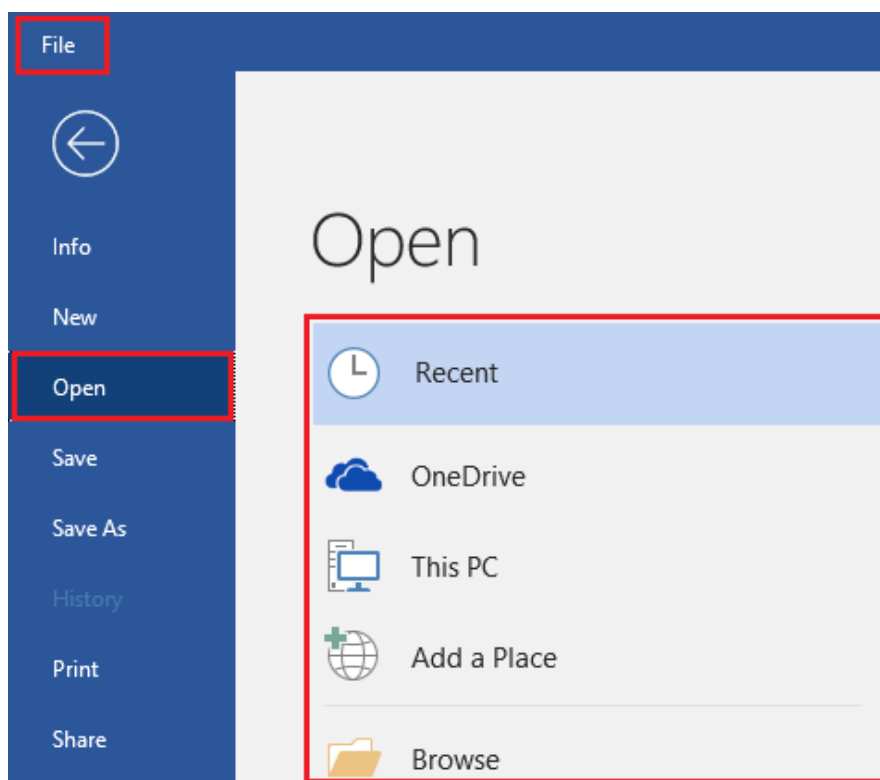 File
Info
New
Open
Save
Save As
History
Print
Share
Open
Recent
OneDrive
This PC
Add a Place
Browse